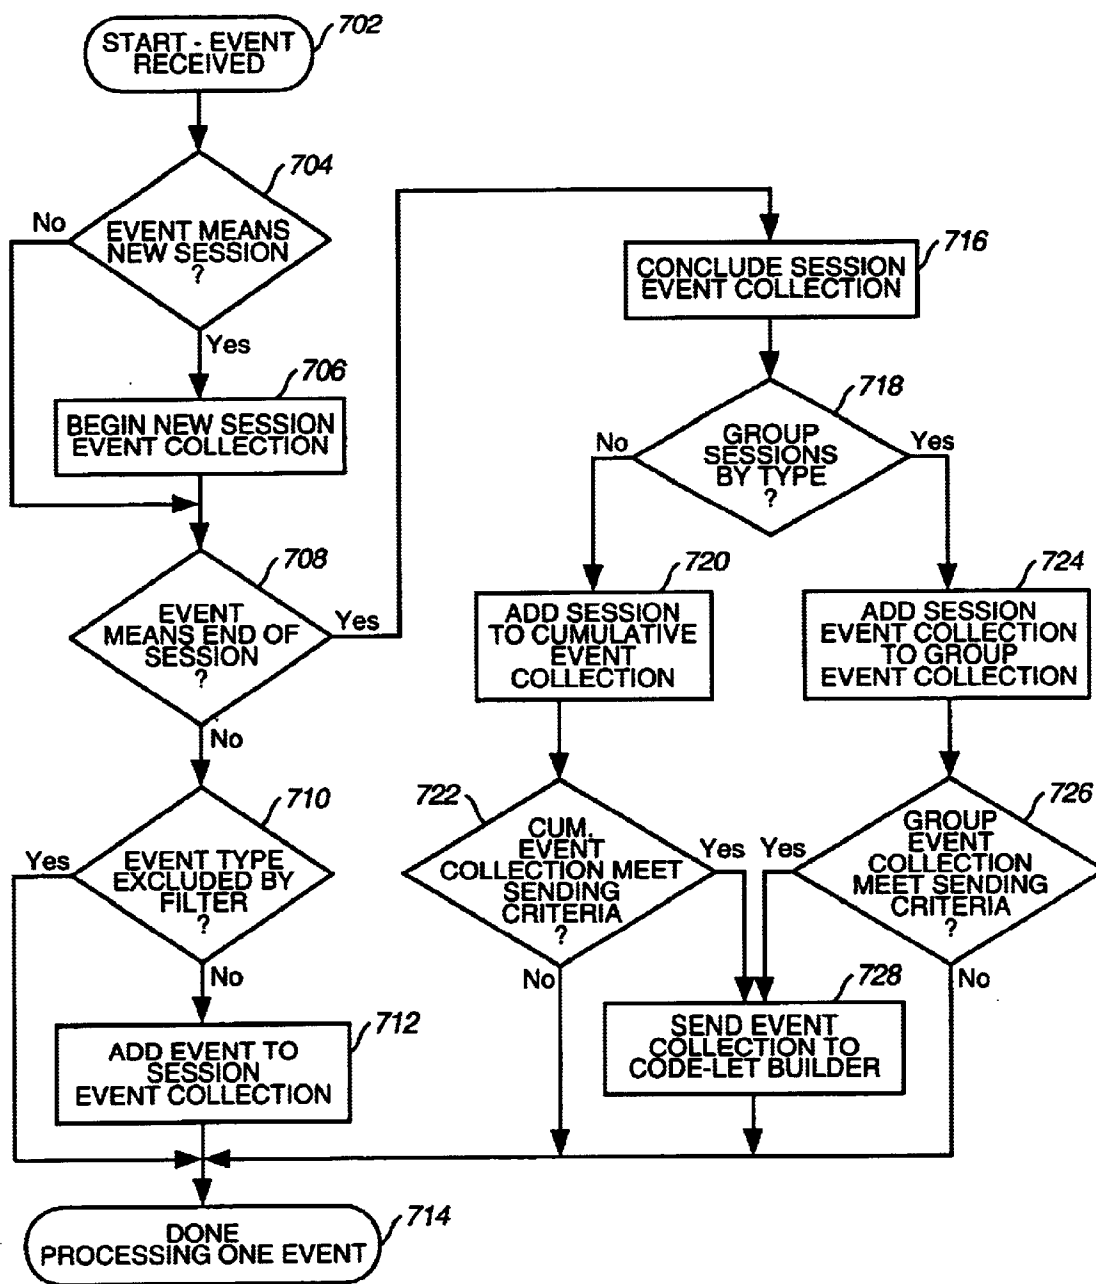 START - EVENT
RECEIVED
702
704
No
EVENT MEANS
NEW SESSION
?
Yes
706
BEGIN NEW SESSION
EVENT COLLECTION
708
EVENT
MEANS END OF
SESSION
?
Yes
No
710
Yes
EVENT TYPE
EXCLUDED BY
FILTER
?
No
712
ADD EVENT TO
SESSION
EVENT COLLECTION
714
DONE
PROCESSING ONE EVENT
716
CONCLUDE SESSION
EVENT COLLECTION
718
No
GROUP
SESSIONS
BY TYPE
?
Yes
720
ADD SESSION
TO CUMULATIVE
EVENT
COLLECTION
724
ADD SESSION
EVENT COLLECTION
TO GROUP
EVENT COLLECTION
722
CUM.
EVENT
COLLECTION MEET
SENDING
CRITERIA
?
Yes
No
726
Yes
GROUP
EVENT
COLLECTION
MEET SENDING
CRITERIA
?
No
728
SEND EVENT
COLLECTION TO
CODE-LET BUILDER